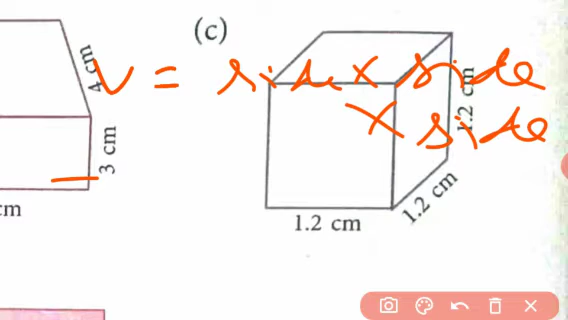 (c)
4 cm
V = side × side
× side
1.2 cm
3 cm
cm
1.2 cm
1.2 cm